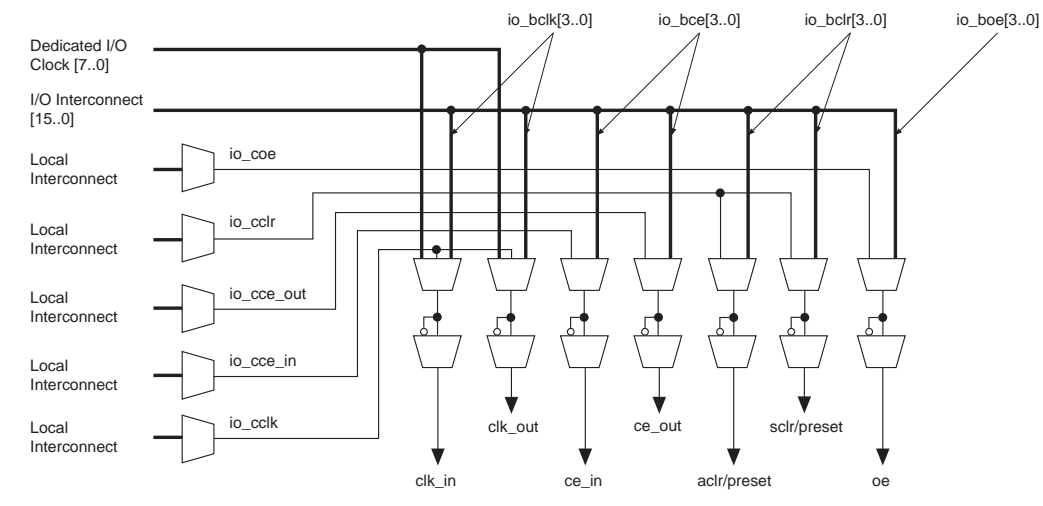 io_bclk[3..0]
io_bce[3..0]
io_bclr[3..0]
io_boe[3..0]
Dedicated I/O
Clock [7..0]
I/O Interconnect
[15..0]
Local
Interconnect
io_coe
Local
Interconnect
io_cclr
Local
Interconnect
io_cce_out
Local
Interconnect
io_cce_in
Local
Interconnect
io_cclk
clk_out
ce_out
sclr/preset
clk_in
ce_in
aclr/preset
oe